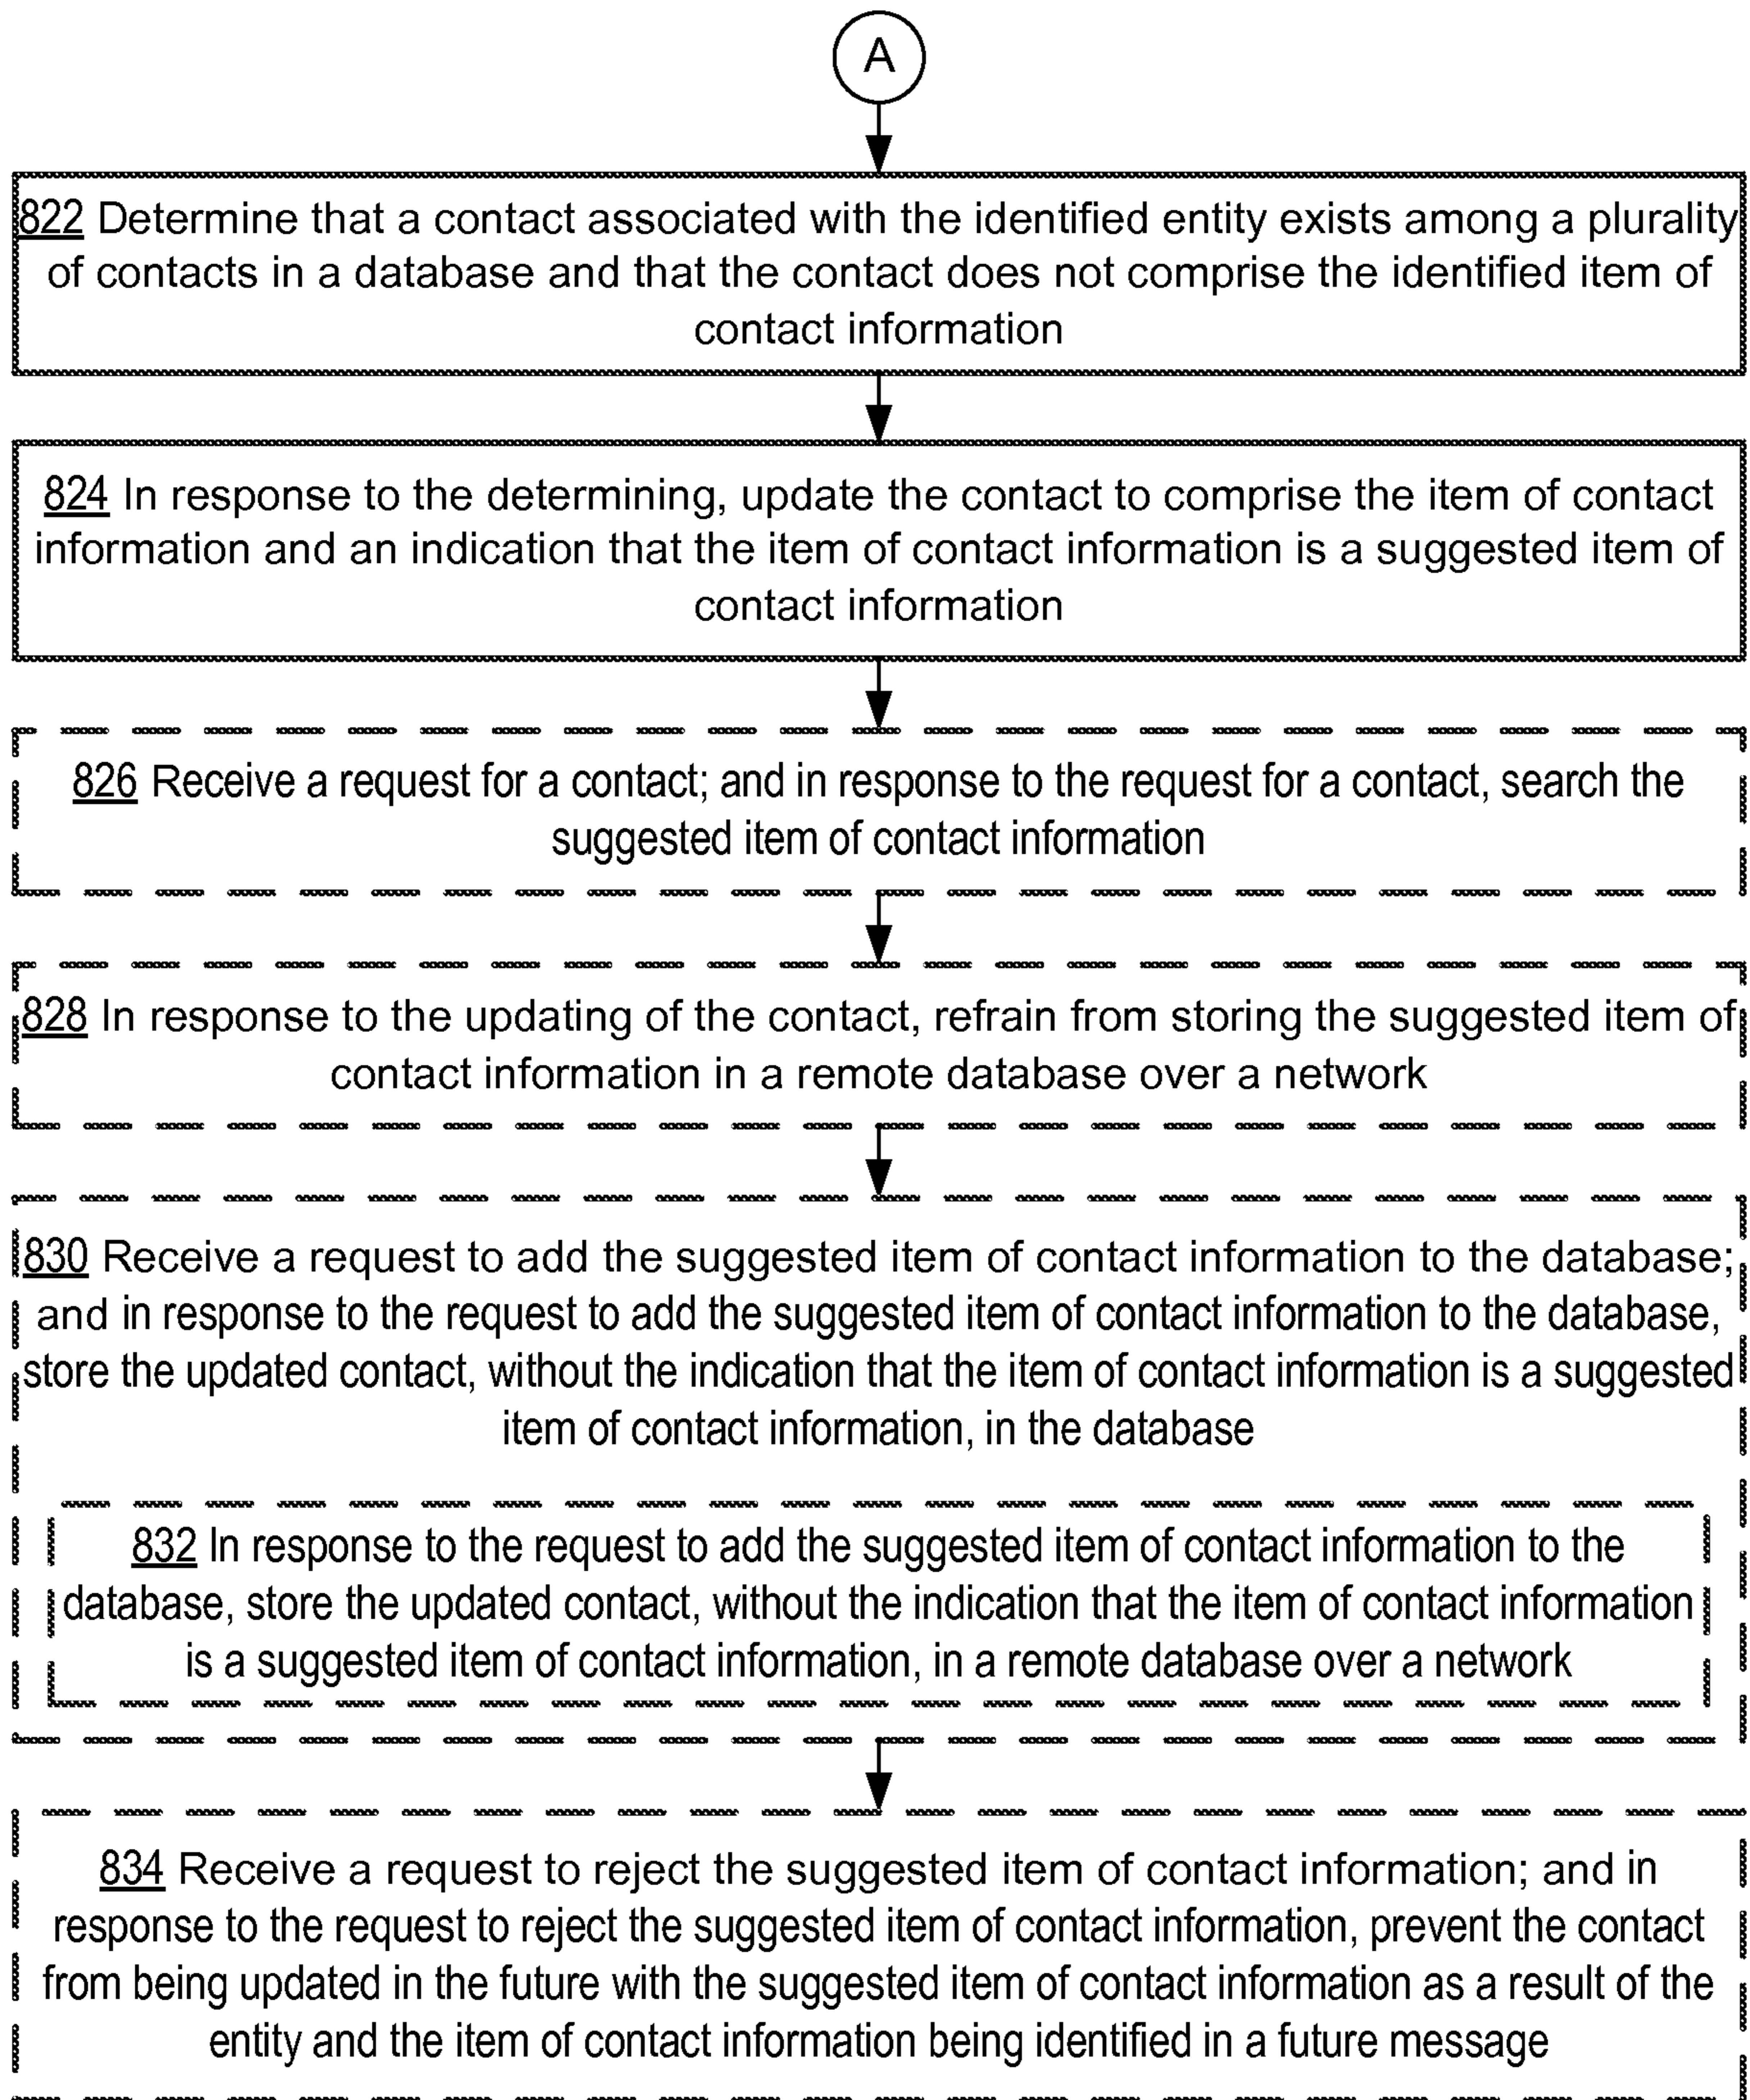 A
822 Determine that a contact associated with the identified entity exists among a plurality
of contacts in a database and that the contact does not comprise the identified item of
contact information
824 In response to the determining, update the contact to comprise the item of contact
information and an indication that the item of contact information is a suggested item of
contact information
826 Receive a request for a contact; and in response to the request for a contact, search the
suggested item of contact information
828 In response to the updating of the contact, refrain from storing the suggested item of
contact information in a remote database over a network
830 Receive a request to add the suggested item of contact information to the database;
and in response to the request to add the suggested item of contact information to the database,
store the updated contact, without the indication that the item of contact information is a suggested
item of contact information, in the database
832 In response to the request to add the suggested item of contact information to the
database, store the updated contact, without the indication that the item of contact information
is a suggested item of contact information, in a remote database over a network
834 Receive a request to reject the suggested item of contact information; and in
response to the request to reject the suggested item of contact information, prevent the contact
from being updated in the future with the suggested item of contact information as a result of the
entity and the item of contact information being identified in a future message